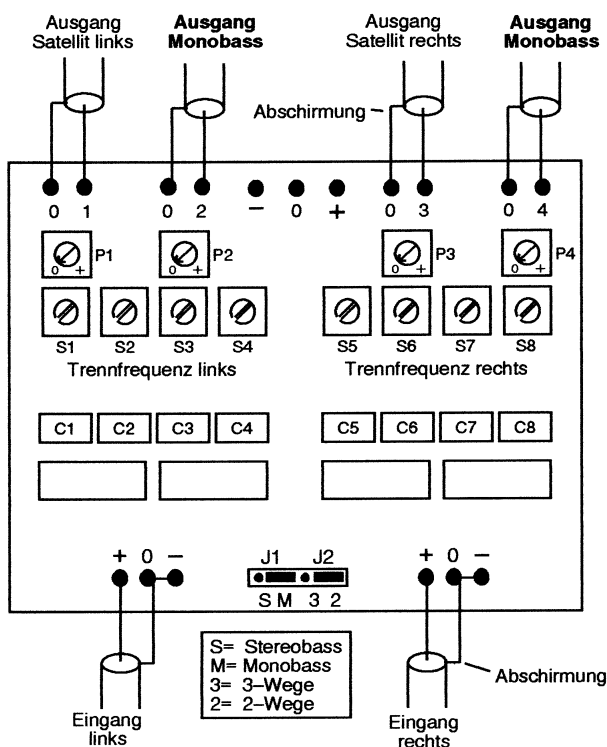 Ausgang Satellit links
Ausgang Monobass
Ausgang Satellit rechts
Ausgang Monobass
Abschirmung
0 1 0 2 − 0 + 0 3 0 4
0 + P1 0 + P2 0 + P3 0 + P4
S1 S2 S3 S4 S5 S6 S7 S8
Trennfrequenz links Trennfrequenz rechts
C1 C2 C3 C4 C5 C6 C7 C8
+ 0 − J1 J2 + 0 −
S M 3 2
S= Stereobass
M= Monobass
3= 3–Wege
2= 2–Wege
Abschirmung
Eingang links
Eingang rechts